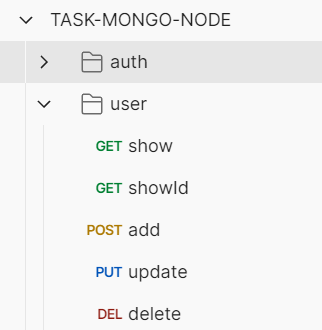 TASK-MONGO-NODE
auth
user
GET show
GET showId
POST add
PUT update
DEL delete